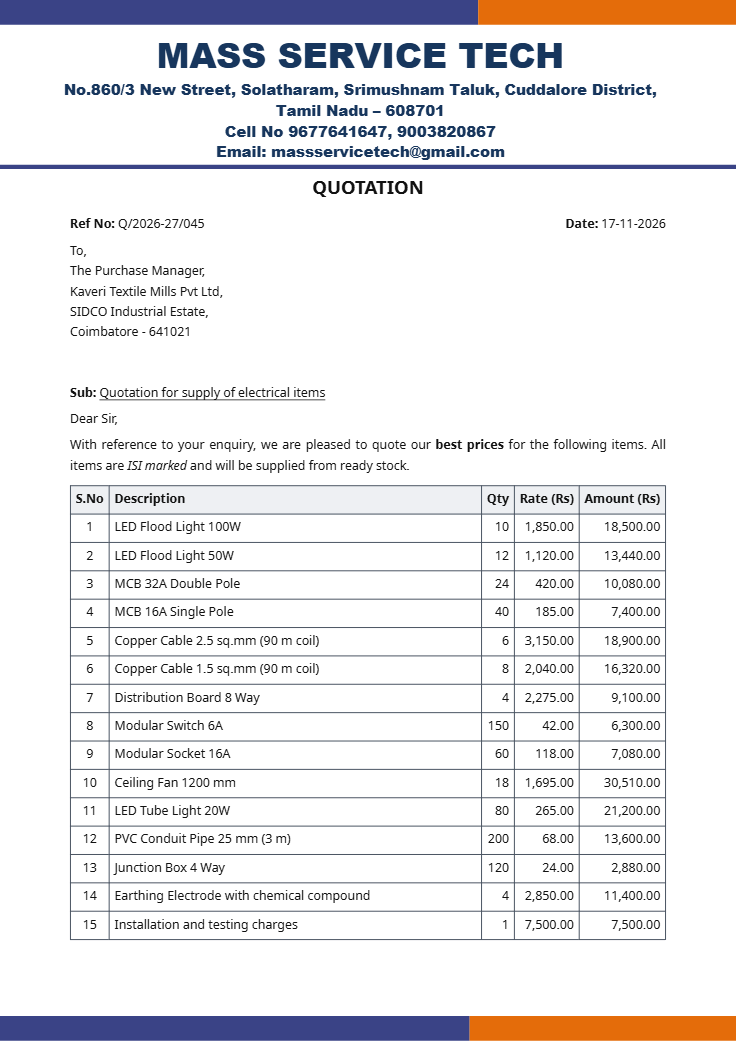 MASS SERVICE TECH
No.860/3 New Street, Solatharam, Srimushnam Taluk, Cuddalore District,
Tamil Nadu – 608701
Cell No 9677641647, 9003820867
Email: massservicetech@gmail.com
QUOTATION
Ref No: Q/2026-27/045 Date: 17-11-2026
To,
The Purchase Manager,
Kaveri Textile Mills Pvt Ltd,
SIDCO Industrial Estate,
Coimbatore - 641021
Sub: Quotation for supply of electrical items
Dear Sir,
With reference to your enquiry, we are pleased to quote our best prices for the following items. All
items are ISI marked and will be supplied from ready stock.
S.No Description Qty Rate (Rs) Amount (Rs)
1 LED Flood Light 100W 10 1,850.00 18,500.00
2 LED Flood Light 50W 12 1,120.00 13,440.00
3 MCB 32A Double Pole 24 420.00 10,080.00
4 MCB 16A Single Pole 40 185.00 7,400.00
5 Copper Cable 2.5 sq.mm (90 m coil) 6 3,150.00 18,900.00
6 Copper Cable 1.5 sq.mm (90 m coil) 8 2,040.00 16,320.00
7 Distribution Board 8 Way 4 2,275.00 9,100.00
8 Modular Switch 6A 150 42.00 6,300.00
9 Modular Socket 16A 60 118.00 7,080.00
10 Ceiling Fan 1200 mm 18 1,695.00 30,510.00
11 LED Tube Light 20W 80 265.00 21,200.00
12 PVC Conduit Pipe 25 mm (3 m) 200 68.00 13,600.00
13 Junction Box 4 Way 120 24.00 2,880.00
14 Earthing Electrode with chemical compound 4 2,850.00 11,400.00
15 Installation and testing charges 1 7,500.00 7,500.00